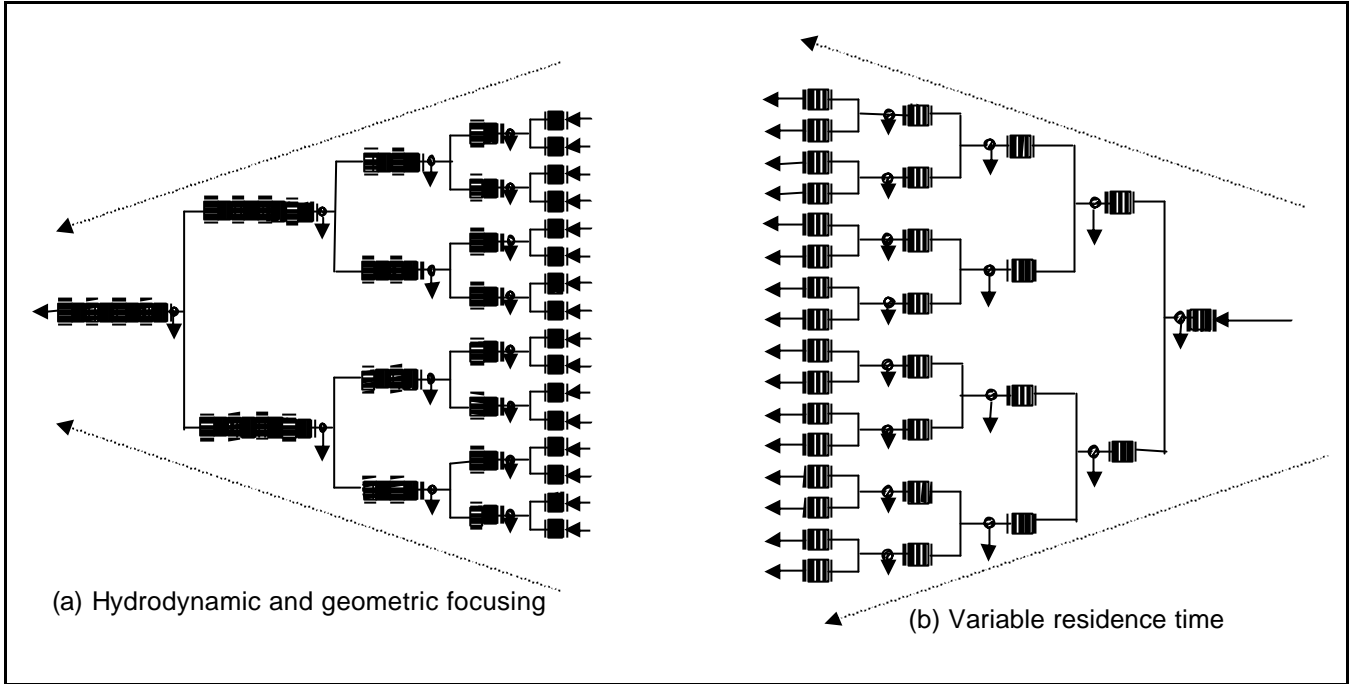 (a) Hydrodynamic and geometric focusing
(b) Variable residence time